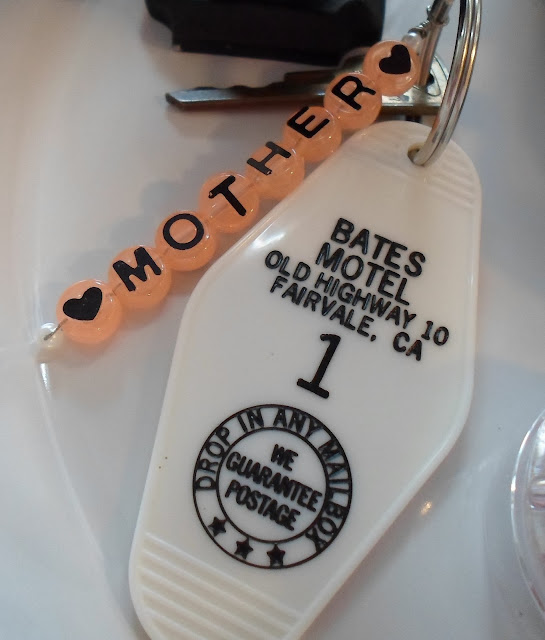 ♥MOTHER♥
BATES
MOTEL
OLD HIGHWAY 10
FAIRVALE, CA
1
DROP IN ANY MAILBOX
WE
GUARANTEE
POSTAGE